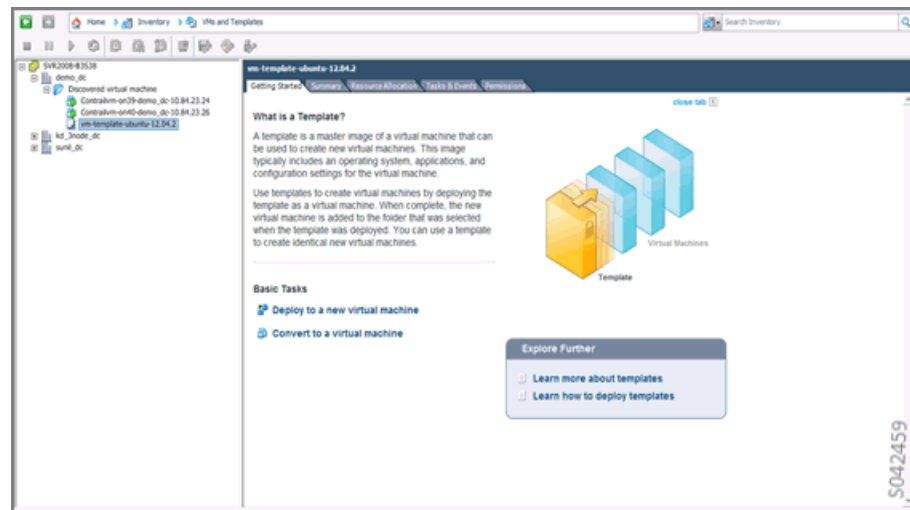 Home
Inventory
VMs and Templates
Search Inventory
SVR2008-B3538
demo_dc
Discovered virtual machine
Contrailvm-on39-demo_dc-10.84.23.24
Contrailvm-on40-demo_dc-10.84.23.26
vm-template-ubuntu-12.04.2
kd_3node_dc
sunil_dc
vm-template-ubuntu-12.04.2
Getting Started Summary Resource Allocation Tasks & Events Permissions
close tab
What is a Template?
A template is a master image of a virtual machine that can
be used to create new virtual machines. This image
typically includes an operating system, applications, and
configuration settings for the virtual machine.
Use templates to create virtual machines by deploying the
template as a virtual machine. When complete, the new
virtual machine is added to the folder that was selected
when the template was deployed. You can use a template
to create identical new virtual machines.
Virtual Machines
Template
Basic Tasks
Deploy to a new virtual machine
Convert to a virtual machine
Explore Further
Learn more about templates
Learn how to deploy templates
S042459